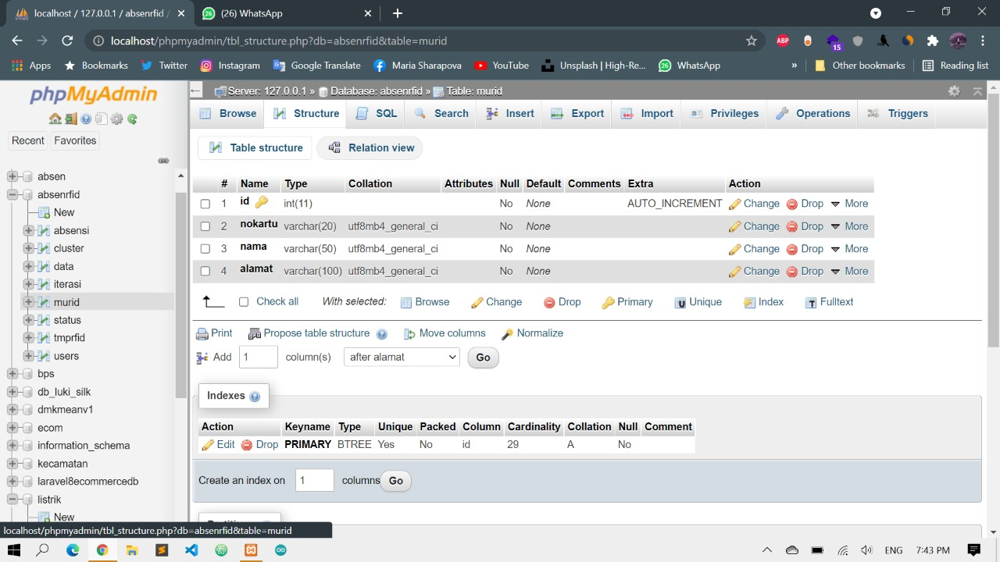 localhost / 127.0.0.1 / absenrfid /
(26) WhatsApp
localhost/phpmyadmin/tbl_structure.php?db=absenrfid&table=murid
ABP
15
Apps Bookmarks Twitter Instagram Google Translate Maria Sharapova YouTube Unsplash | High-Re... WhatsApp » Other bookmarks Reading list
phpMyAdmin
Recent Favorites
absen
absenrfid
New
absensi
cluster
data
iterasi
murid
status
tmprfid
users
bps
db_luki_silk
dmkmeanv1
ecom
information_schema
kecamatan
laravel8ecommercedb
listrik
New
Server: 127.0.0.1 » Database: absenrfid » Table: murid
Browse Structure SQL Search Insert Export Import Privileges Operations Triggers
Table structure Relation view
# Name Type Collation Attributes Null Default Comments Extra Action
1 id int(11) No None AUTO_INCREMENT Change Drop More
2 nokartu varchar(20) utf8mb4_general_ci No None Change Drop More
3 nama varchar(50) utf8mb4_general_ci No None Change Drop More
4 alamat varchar(100) utf8mb4_general_ci No None Change Drop More
Check all With selected: Browse Change Drop Primary Unique Index Fulltext
Print Propose table structure Move columns Normalize
Add 1 column(s) after alamat Go
Indexes
Action Keyname Type Unique Packed Column Cardinality Collation Null Comment
Edit Drop PRIMARY BTREE Yes No id 29 A No
Create an index on 1 columns Go
localhost/phpmyadmin/tbl_structure.php?db=absenrfid&table=murid
ENG 7:43 PM